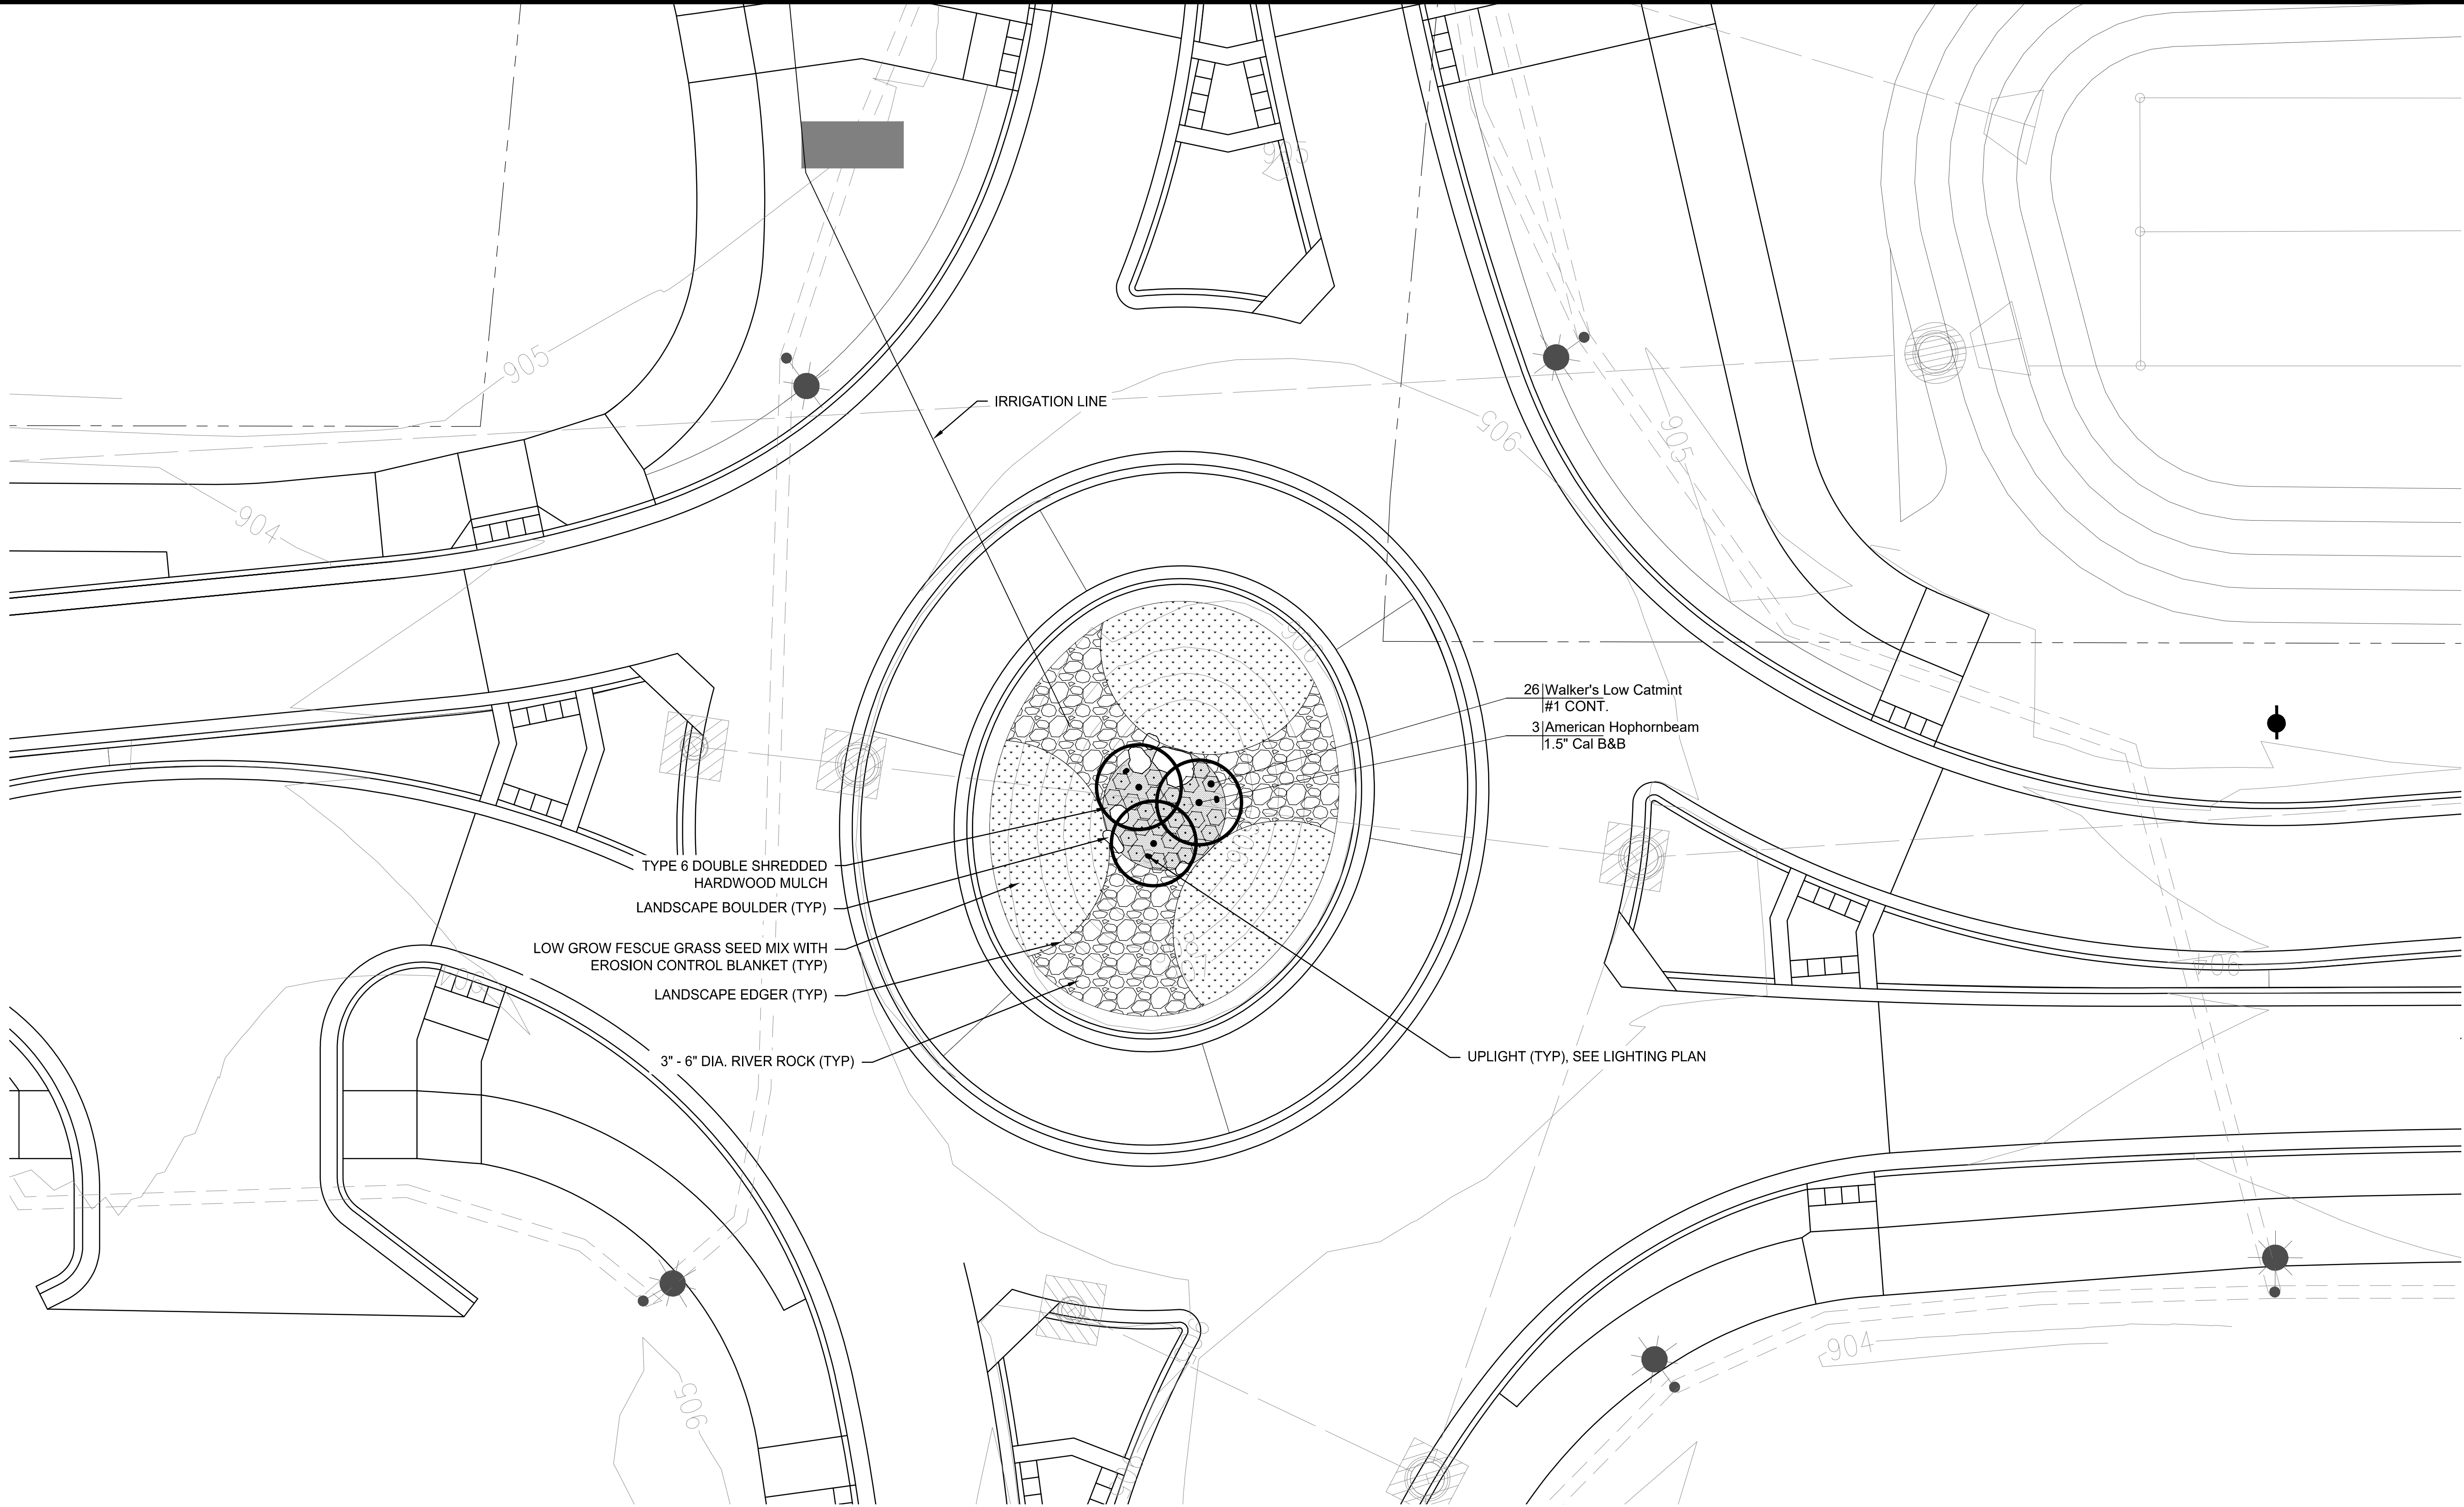 905
905
IRRIGATION LINE
905
905
904
906
26 Walker's Low Catmint
#1 CONT.
3 American Hophornbeam
1.5" Cal B&B
TYPE 6 DOUBLE SHREDDED
HARDWOOD MULCH
LANDSCAPE BOULDER (TYP)
LOW GROW FESCUE GRASS SEED MIX WITH
EROSION CONTROL BLANKET (TYP)
LANDSCAPE EDGER (TYP)
3" - 6" DIA. RIVER ROCK (TYP)
UPLIGHT (TYP), SEE LIGHTING PLAN
904
904
905